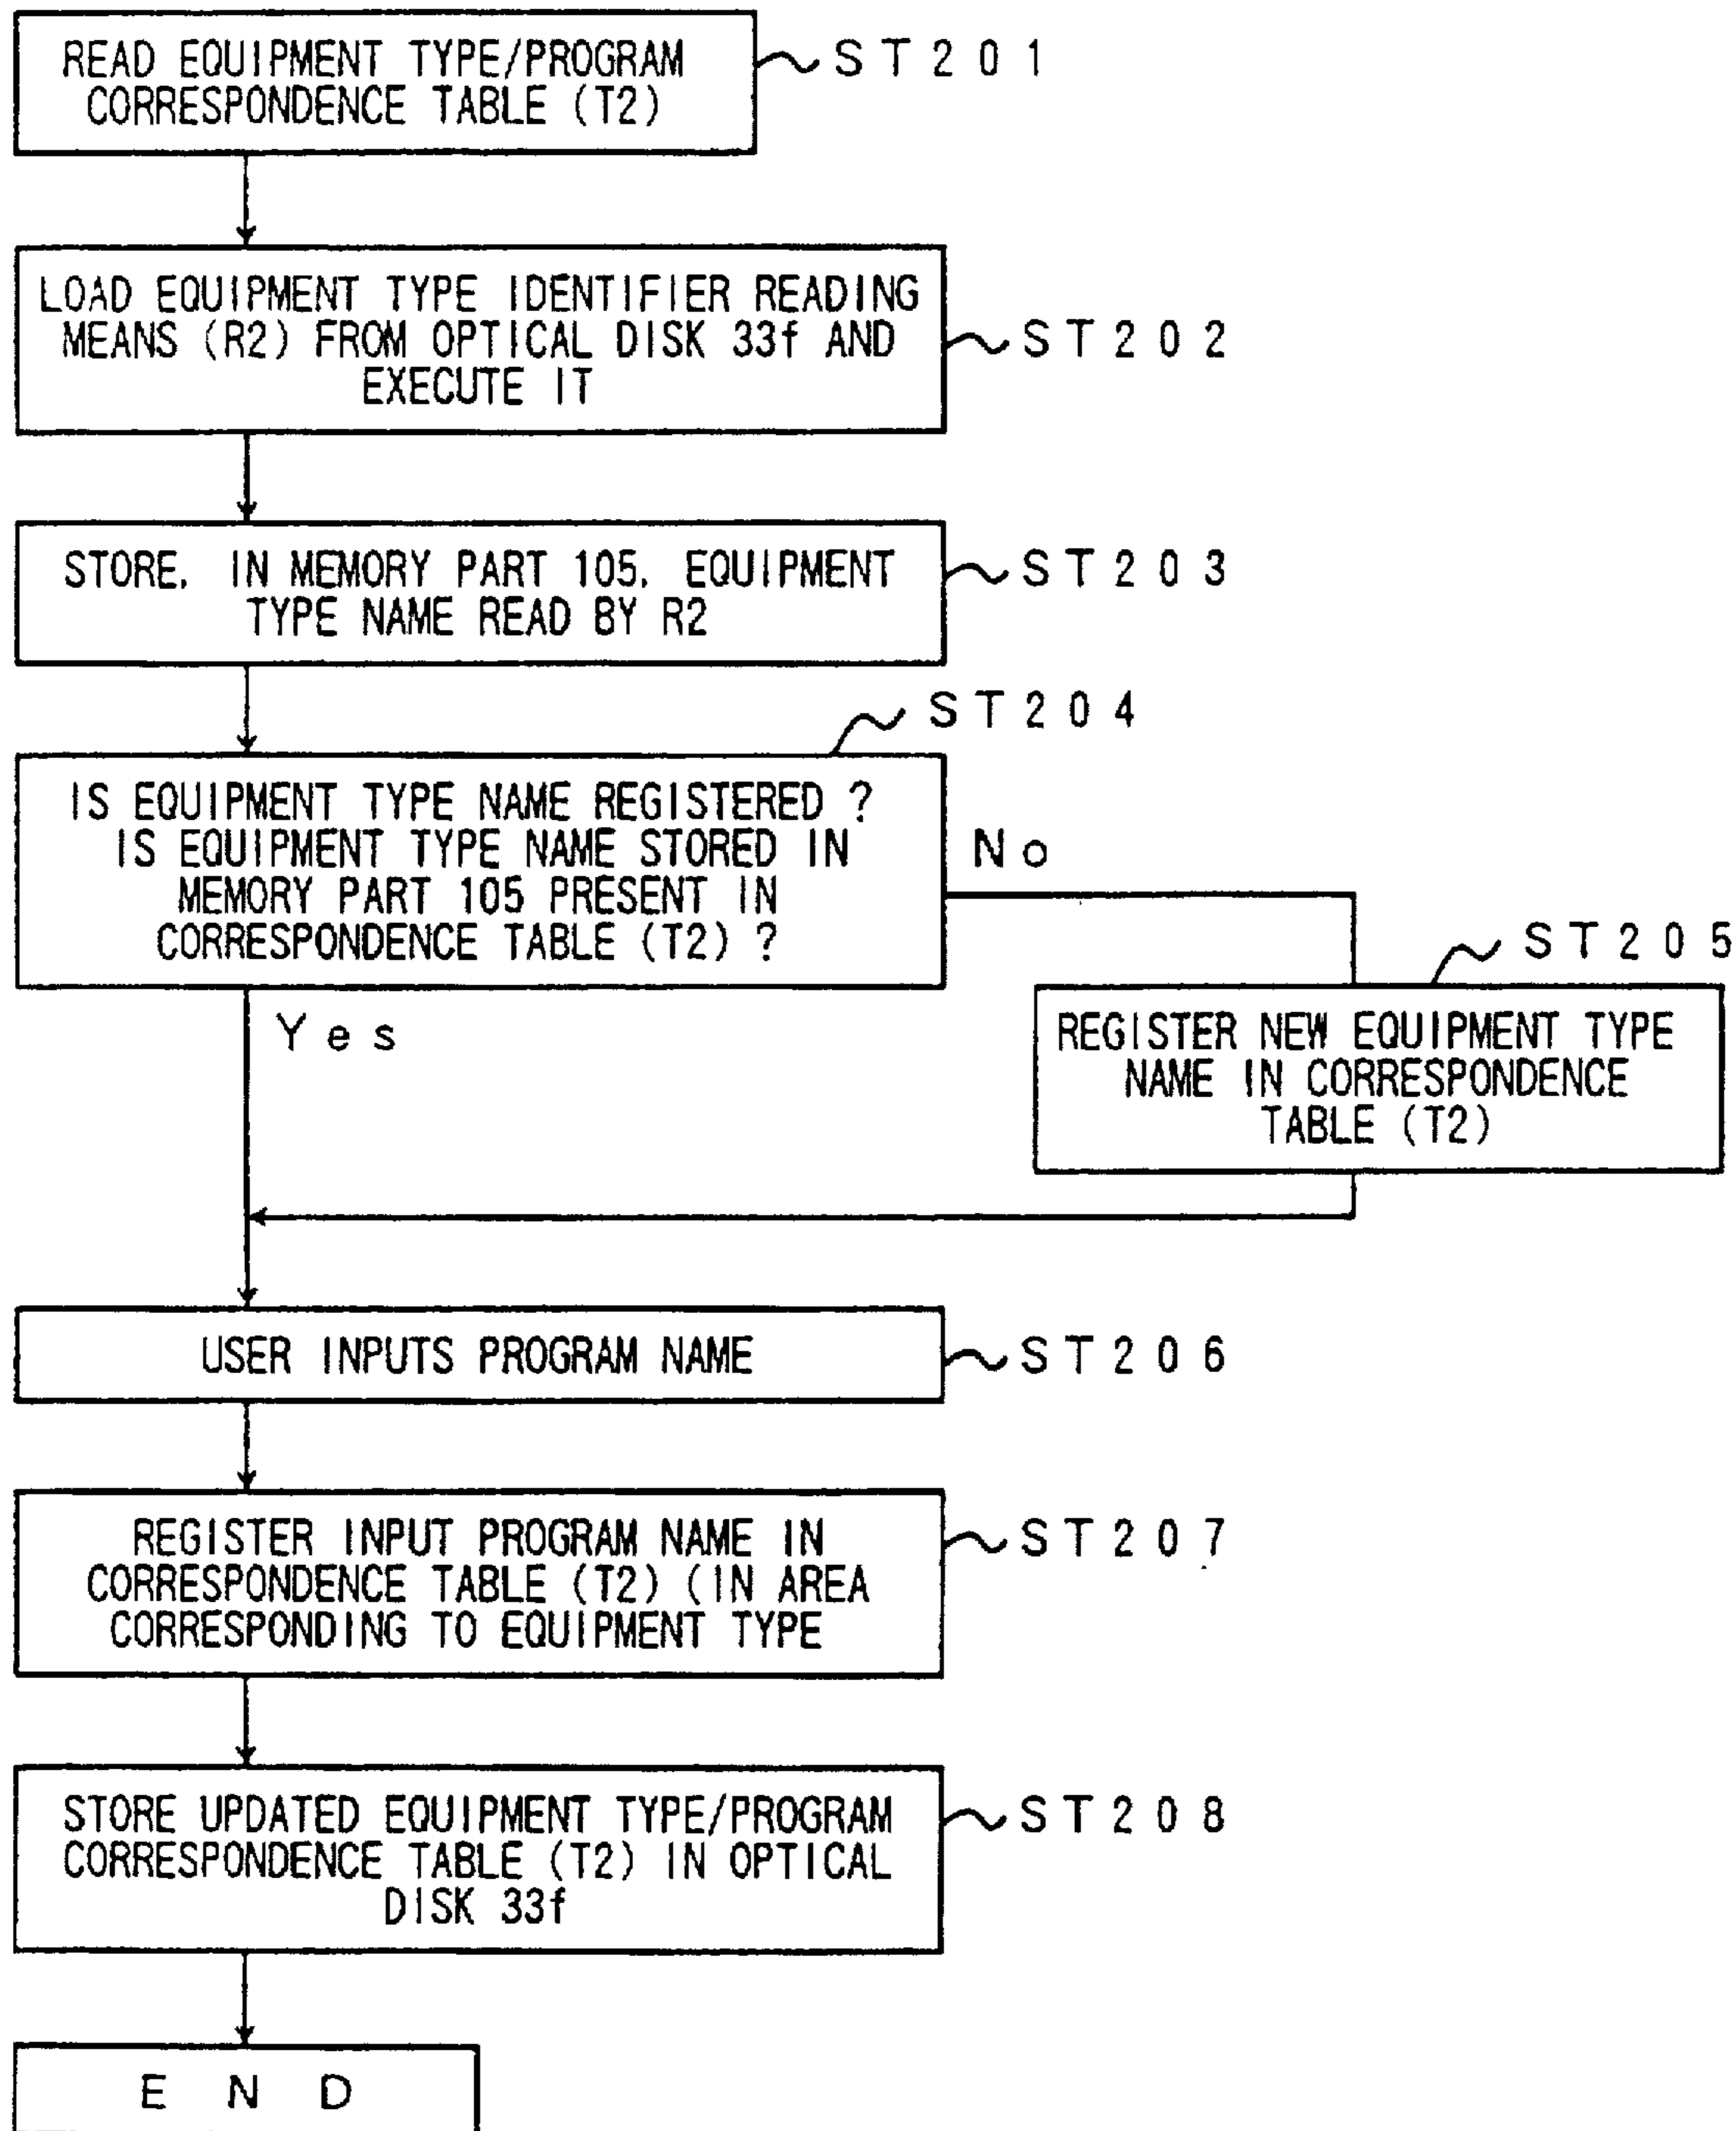 READ EQUIPMENT TYPE/PROGRAM
CORRESPONDENCE TABLE (T2)
ST201
LOAD EQUIPMENT TYPE IDENTIFIER READING
MEANS (R2) FROM OPTICAL DISK 33f AND
EXECUTE IT
ST202
STORE, IN MEMORY PART 105, EQUIPMENT
TYPE NAME READ BY R2
ST203
ST204
IS EQUIPMENT TYPE NAME REGISTERED ?
IS EQUIPMENT TYPE NAME STORED IN
MEMORY PART 105 PRESENT IN
CORRESPONDENCE TABLE (T2) ?
No
Yes
ST205
REGISTER NEW EQUIPMENT TYPE
NAME IN CORRESPONDENCE
TABLE (T2)
USER INPUTS PROGRAM NAME
ST206
REGISTER INPUT PROGRAM NAME IN
CORRESPONDENCE TABLE (T2) (IN AREA
CORRESPONDING TO EQUIPMENT TYPE
ST207
STORE UPDATED EQUIPMENT TYPE/PROGRAM
CORRESPONDENCE TABLE (T2) IN OPTICAL
DISK 33f
ST208
END